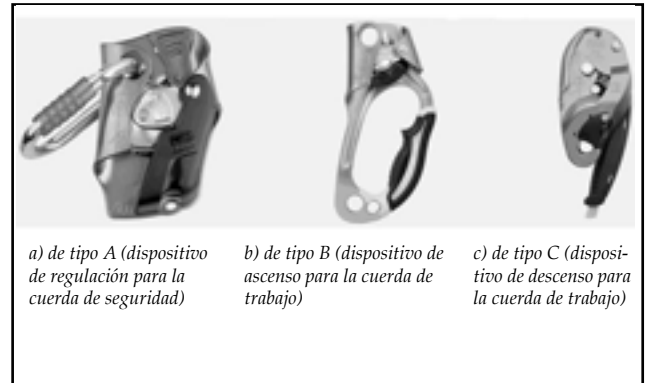 a) de tipo A (dispositivo
de regulación para la
cuerda de seguridad)
b) de tipo B (dispositivo de
ascenso para la cuerda de
trabajo)
c) de tipo C (disposi-
tivo de descenso para
la cuerda de trabajo)